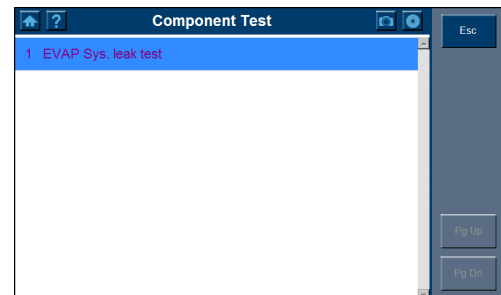 ? Component Test
Esc
1 EVAP Sys. leak test
Pg Up
Pg Dn